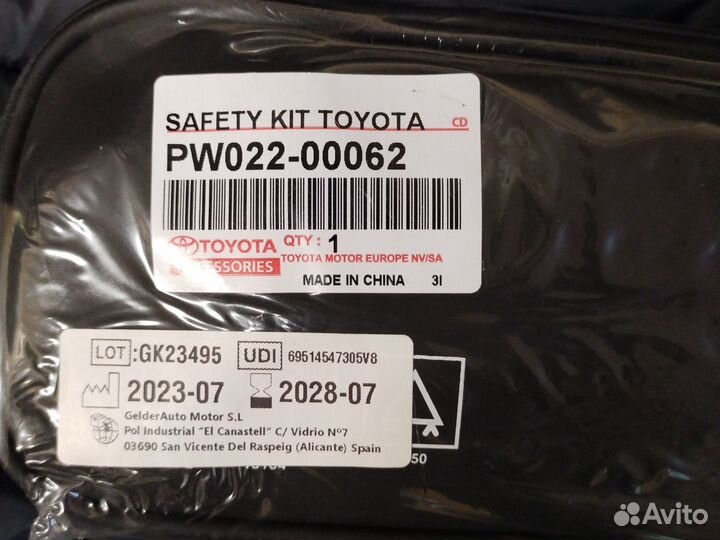 SAFETY KIT TOYOTA CD
PW022-00062
TOYOTA QTY : 1
TOYOTA MOTOR EUROPE NV/SA
MADE IN CHINA 3I
LOT :GK23495 UDI 69514547305V8
2023-07 2028-07
GelderAuto Motor S.L
Pol Industrial "El Canastell" C/ Vidrio Nº7
03690 San Vicente Del Raspeig (Alicante) Spain
50
Avito